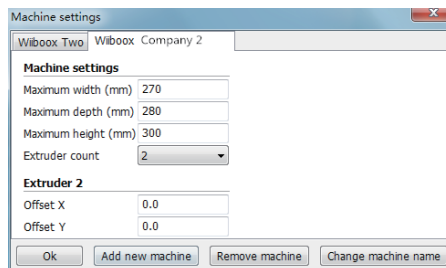 Machine settings
Wiiboox Two Wiiboox Company 2
Machine settings
Maximum width (mm) 270
Maximum depth (mm) 280
Maximum height (mm) 300
Extruder count 2
Extruder 2
Offset X 0.0
Offset Y 0.0
Ok Add new machine Remove machine Change machine name